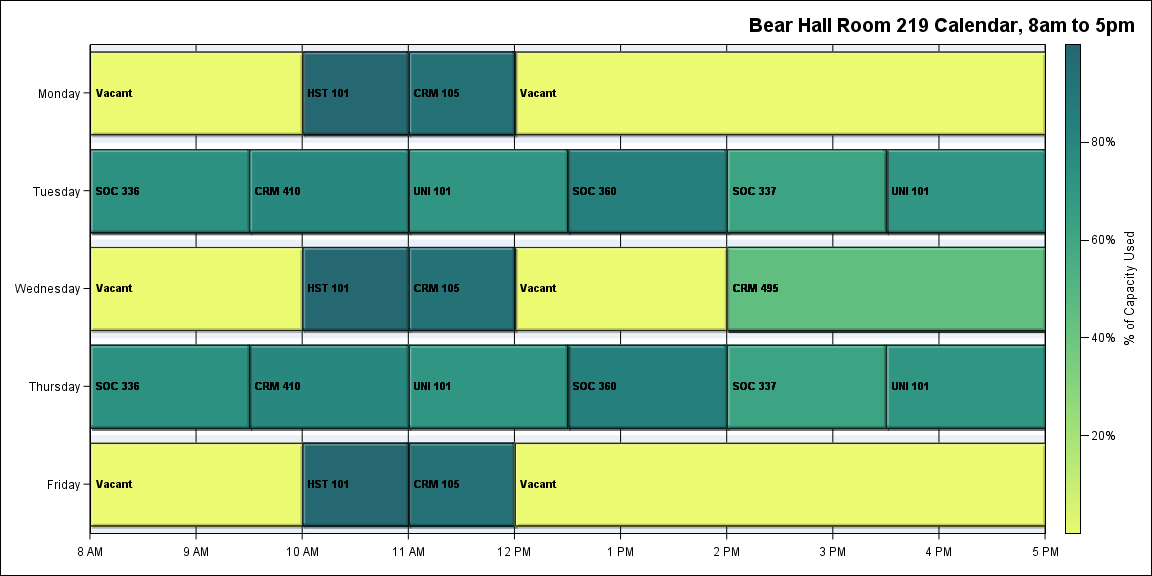 Bear Hall Room 219 Calendar, 8am to 5pm
Monday
Vacant
HST 101
CRM 105
Vacant
Tuesday
SOC 336
CRM 410
UNI 101
SOC 360
SOC 337
UNI 101
Wednesday
Vacant
HST 101
CRM 105
Vacant
CRM 495
Thursday
SOC 336
CRM 410
UNI 101
SOC 360
SOC 337
UNI 101
Friday
Vacant
HST 101
CRM 105
Vacant
8 AM
9 AM
10 AM
11 AM
12 PM
1 PM
2 PM
3 PM
4 PM
5 PM
80%
60%
40%
20%
% of Capacity Used